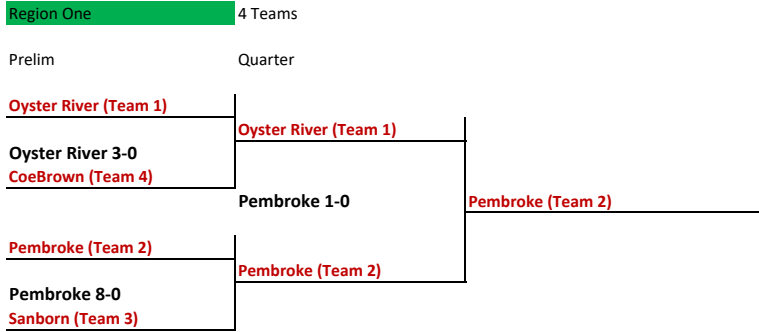 Region One 4 Teams
Prelim Quarter
Oyster River (Team 1)
Oyster River (Team 1)
Oyster River 3-0
CoeBrown (Team 4)
Pembroke 1-0 Pembroke (Team 2)
Pembroke (Team 2)
Pembroke (Team 2)
Pembroke 8-0
Sanborn (Team 3)